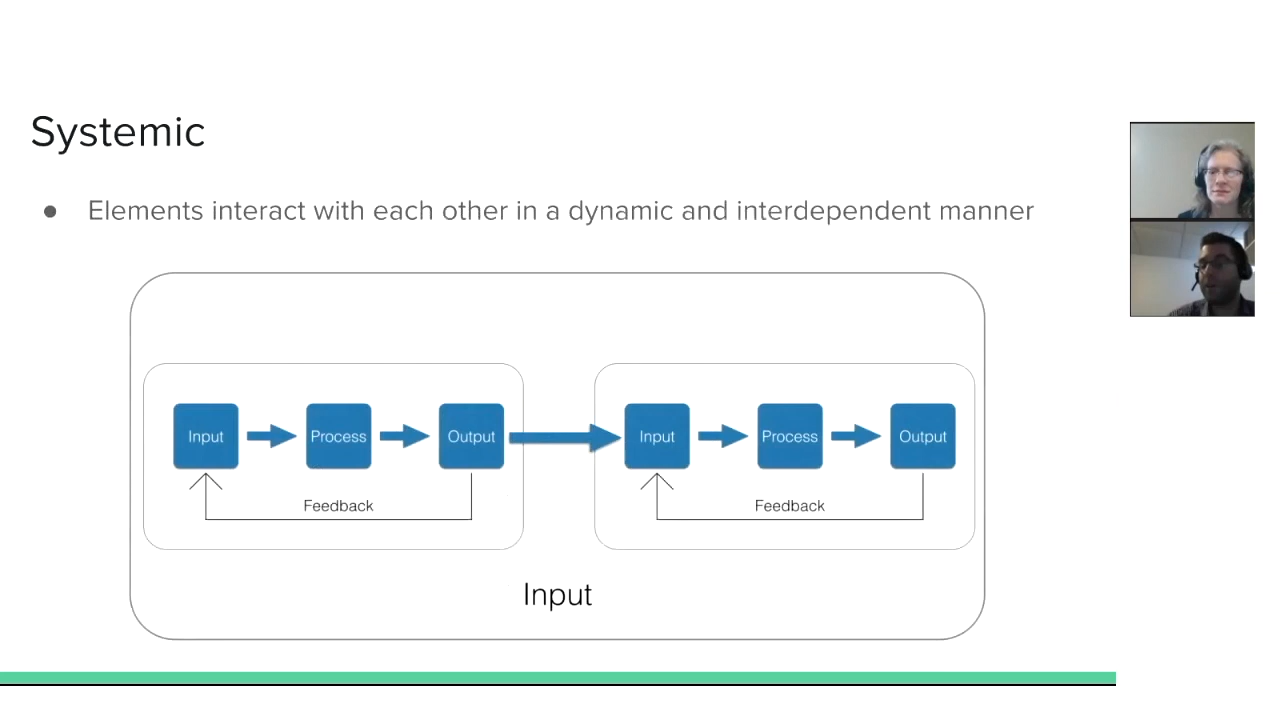 Systemic
● Elements interact with each other in a dynamic and interdependent manner
Input Process Output Input Process Output
Feedback Feedback
Input